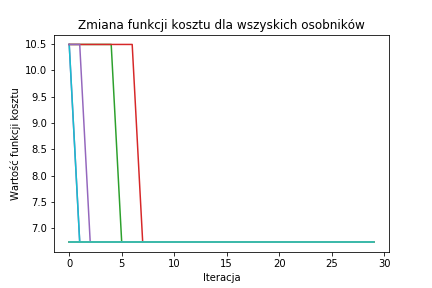 Zmiana funkcji kosztu dla wszyskich osobników
10.5
10.0
9.5
9.0
8.5
8.0
7.5
7.0
Wartość funkcji kosztu
0 5 10 15 20 25 30
Iteracja